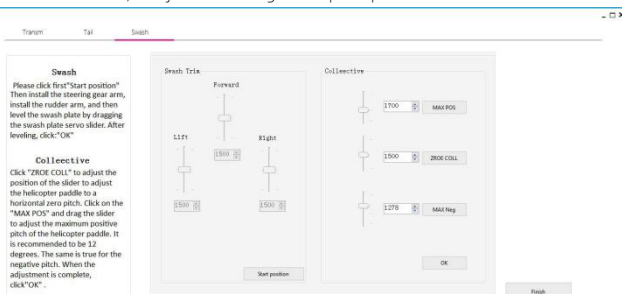 Transm Tail Swash
Swash
Please click first"Start position"
Then install the steering gear arm,
install the rudder arm, and then
level the swash plate by dragging
the swash plate servo slider. After
leveling, click:"OK"
Colleective
Click "ZROE COLL" to adjust the
position of the slider to adjust
the helicopter paddle to a
horizontal zero pitch. Click on the
"MAX POS" and drag the slider
to adjust the maximum positive
pitch of the helicopter paddle. It
is recommended to be 12
degrees. The same is true for the
negative pitch. When the
adjustment is complete,
click"OK" .
Swash Trim
Forward
1500
Lift
Right
1500
1500
Start position
Colleective
1700 MAX POS
1500 ZROE COLL
1278 MAX Neg
OK
Finish